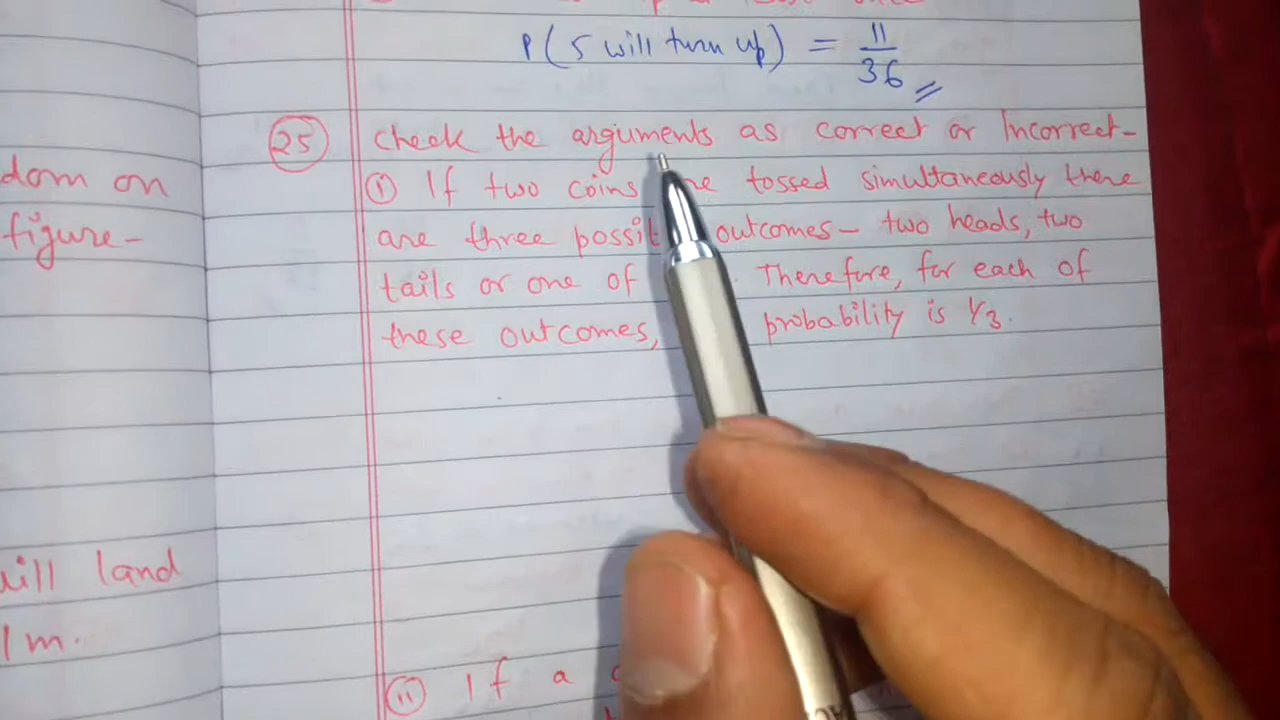 P(5 will turn up) = 11/36
dom on
figure-
will land
1 m.
25 Check the arguments as correct or Incorrect-
(i) If two coins tossed simultaneously there
are three outcomes- two heads, two
tails or one of Therefore, for each of
these outcomes, probability is 1/3.
(ii) If a